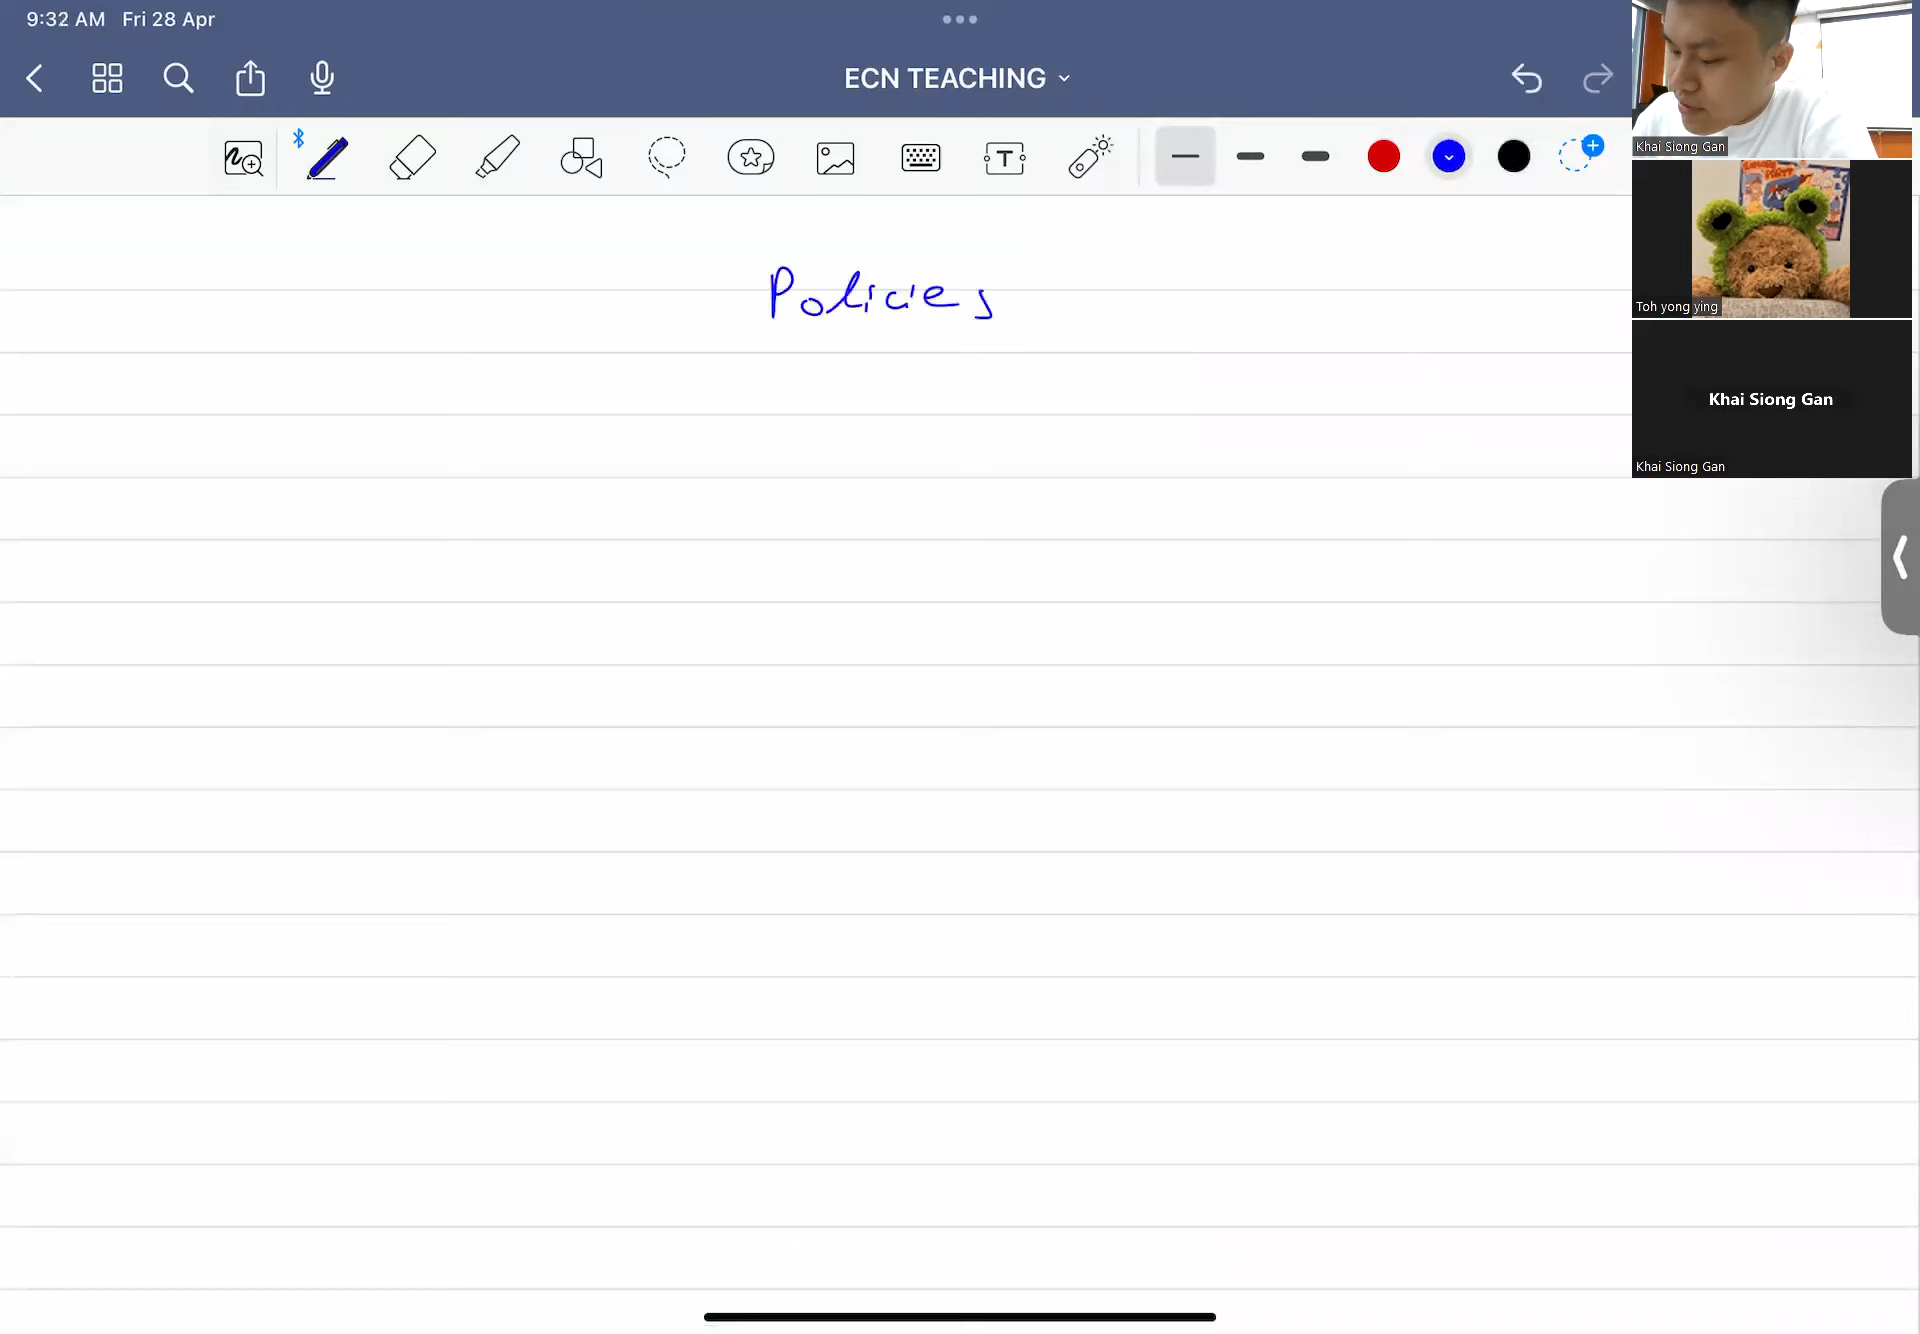 9:32 AM Fri 28 Apr
ECN TEACHING
T
Khai Siong Gan
Policies
Toh yong ying
Khai Siong Gan
Khai Siong Gan